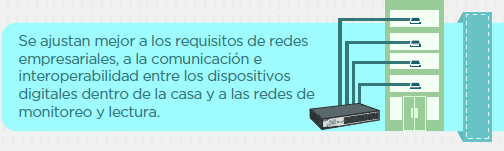 Se ajustan mejor a los requisitos de redes
empresariales, a la comunicación e
interoperabilidad entre los dispositivos
digitales dentro de la casa y a las redes de
monitoreo y lectura.